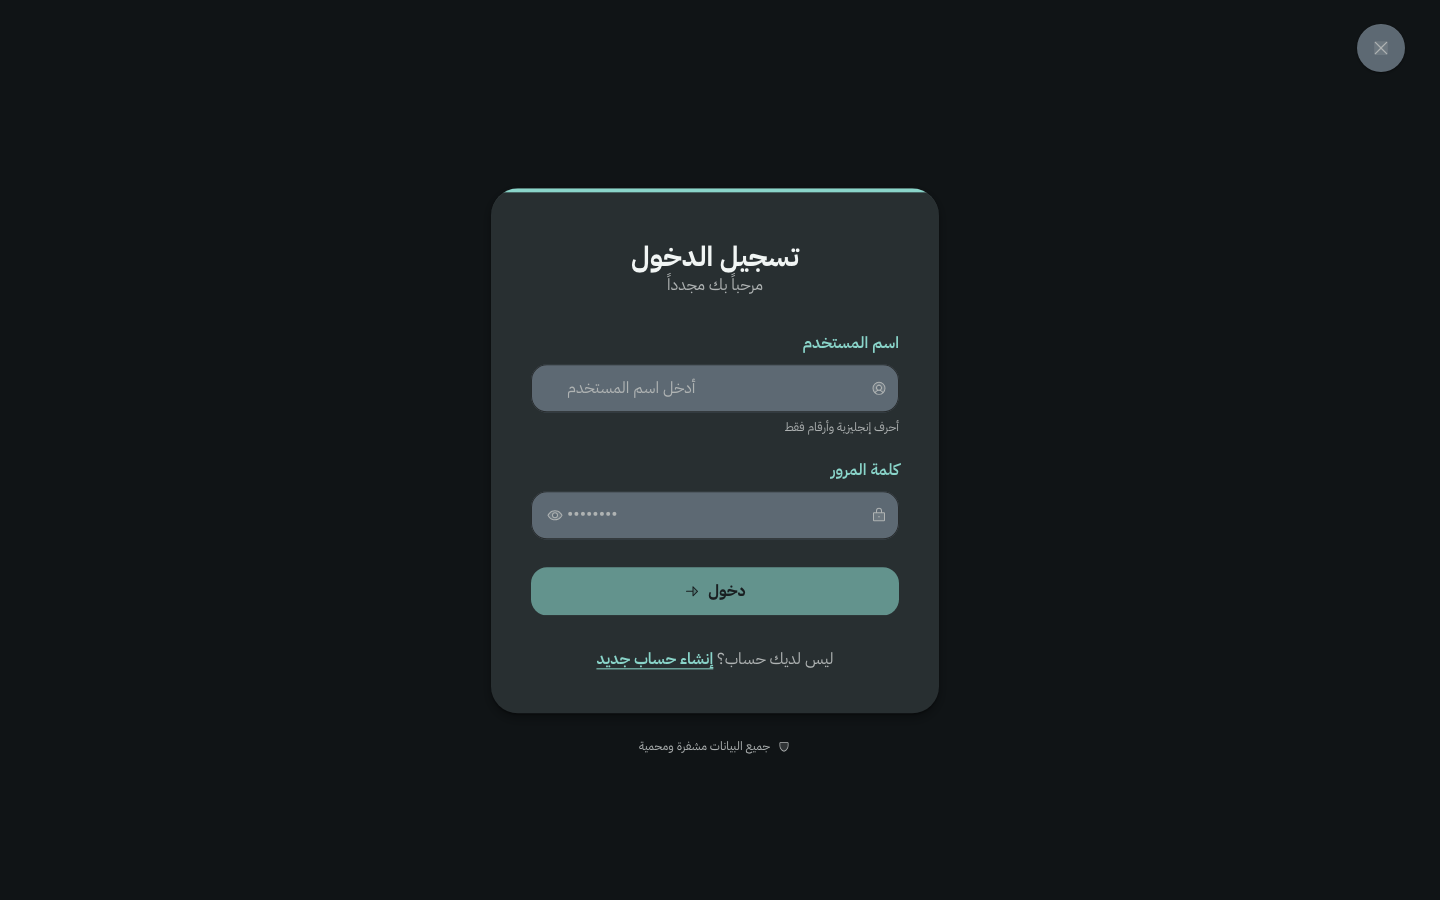 تسجيل الدخول
مرحباً بك مجدداً
اسم المستخدم
أدخل اسم المستخدم
أحرف إنجليزية وأرقام فقط
كلمة المرور
••••••••
دخول
ليس لديك حساب؟ إنشاء حساب جديد
جميع البيانات مشفرة ومحمية